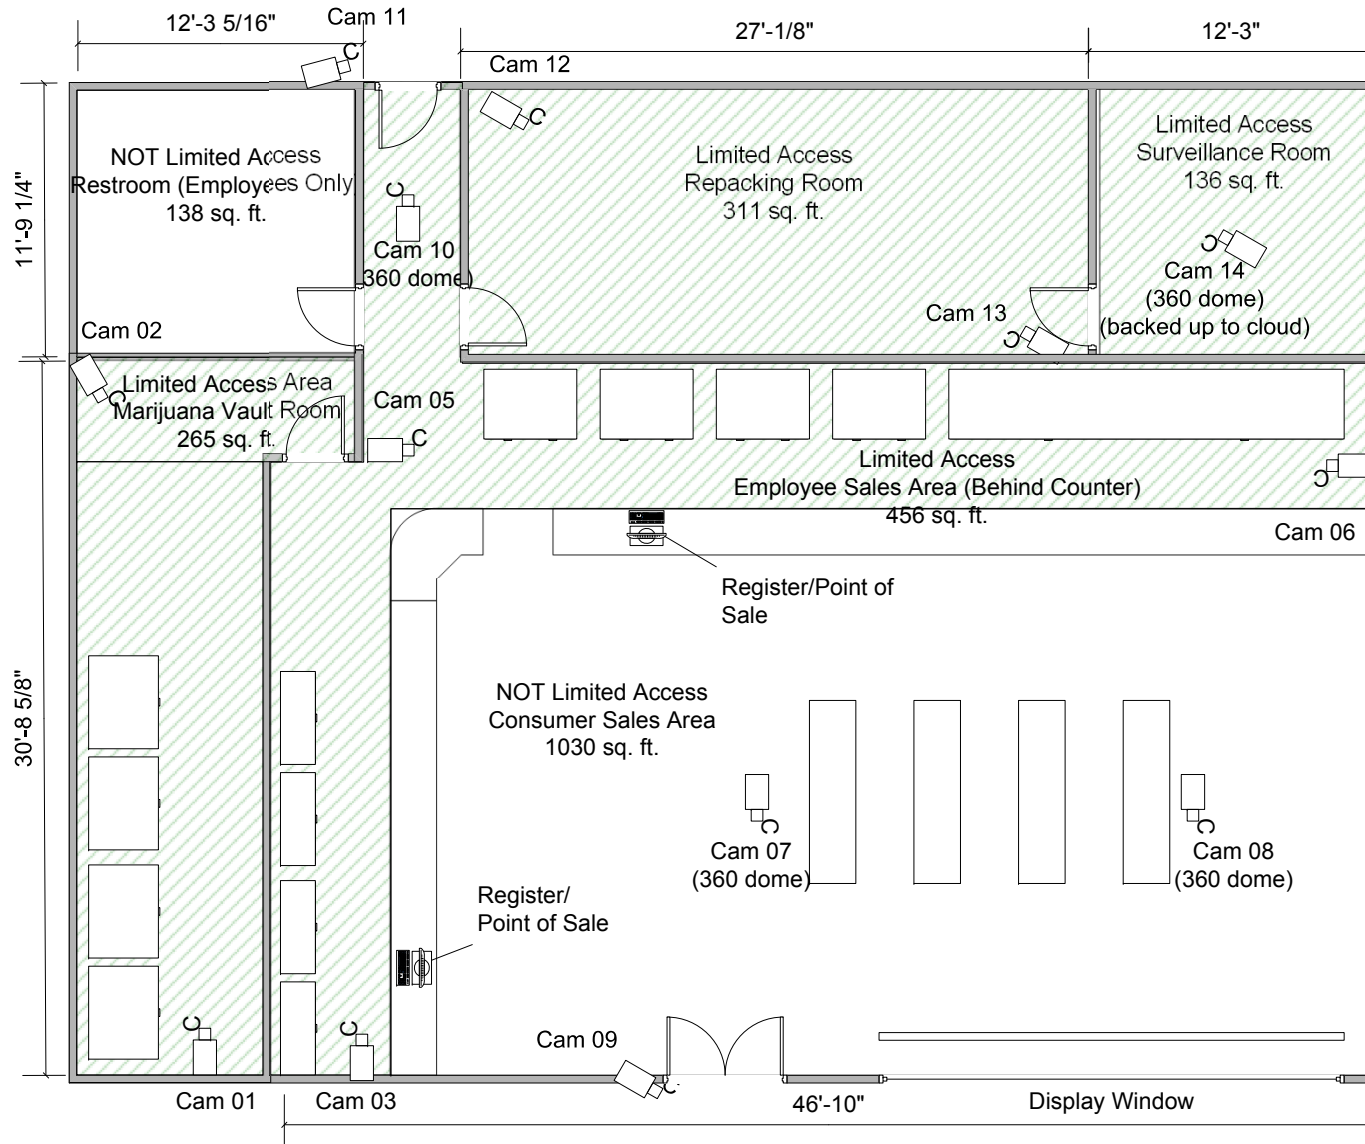 12'-3 5/16"
Cam 11
27'-1/8"
12'-3"
Cam 12
NOT Limited Access
Restroom (Employees Only
138 sq. ft.
Limited Access
Repacking Room
311 sq. ft.
Limited Access
Surveillance Room
136 sq. ft.
11'-9 1/4"
Cam 10
360 dome)
Cam 14
(360 dome)
(backed up to cloud)
Cam 13
Cam 02
Limited Access Area
Marijuana Vault Room
265 sq. ft.
Cam 05
Limited Access
Employee Sales Area (Behind Counter)
456 sq. ft.
Cam 06
Register/Point of
Sale
30'-8 5/8"
NOT Limited Access
Consumer Sales Area
1030 sq. ft.
Cam 07
(360 dome)
Cam 08
(360 dome)
Register/
Point of Sale
Cam 09
Cam 01
Cam 03
46'-10"
Display Window